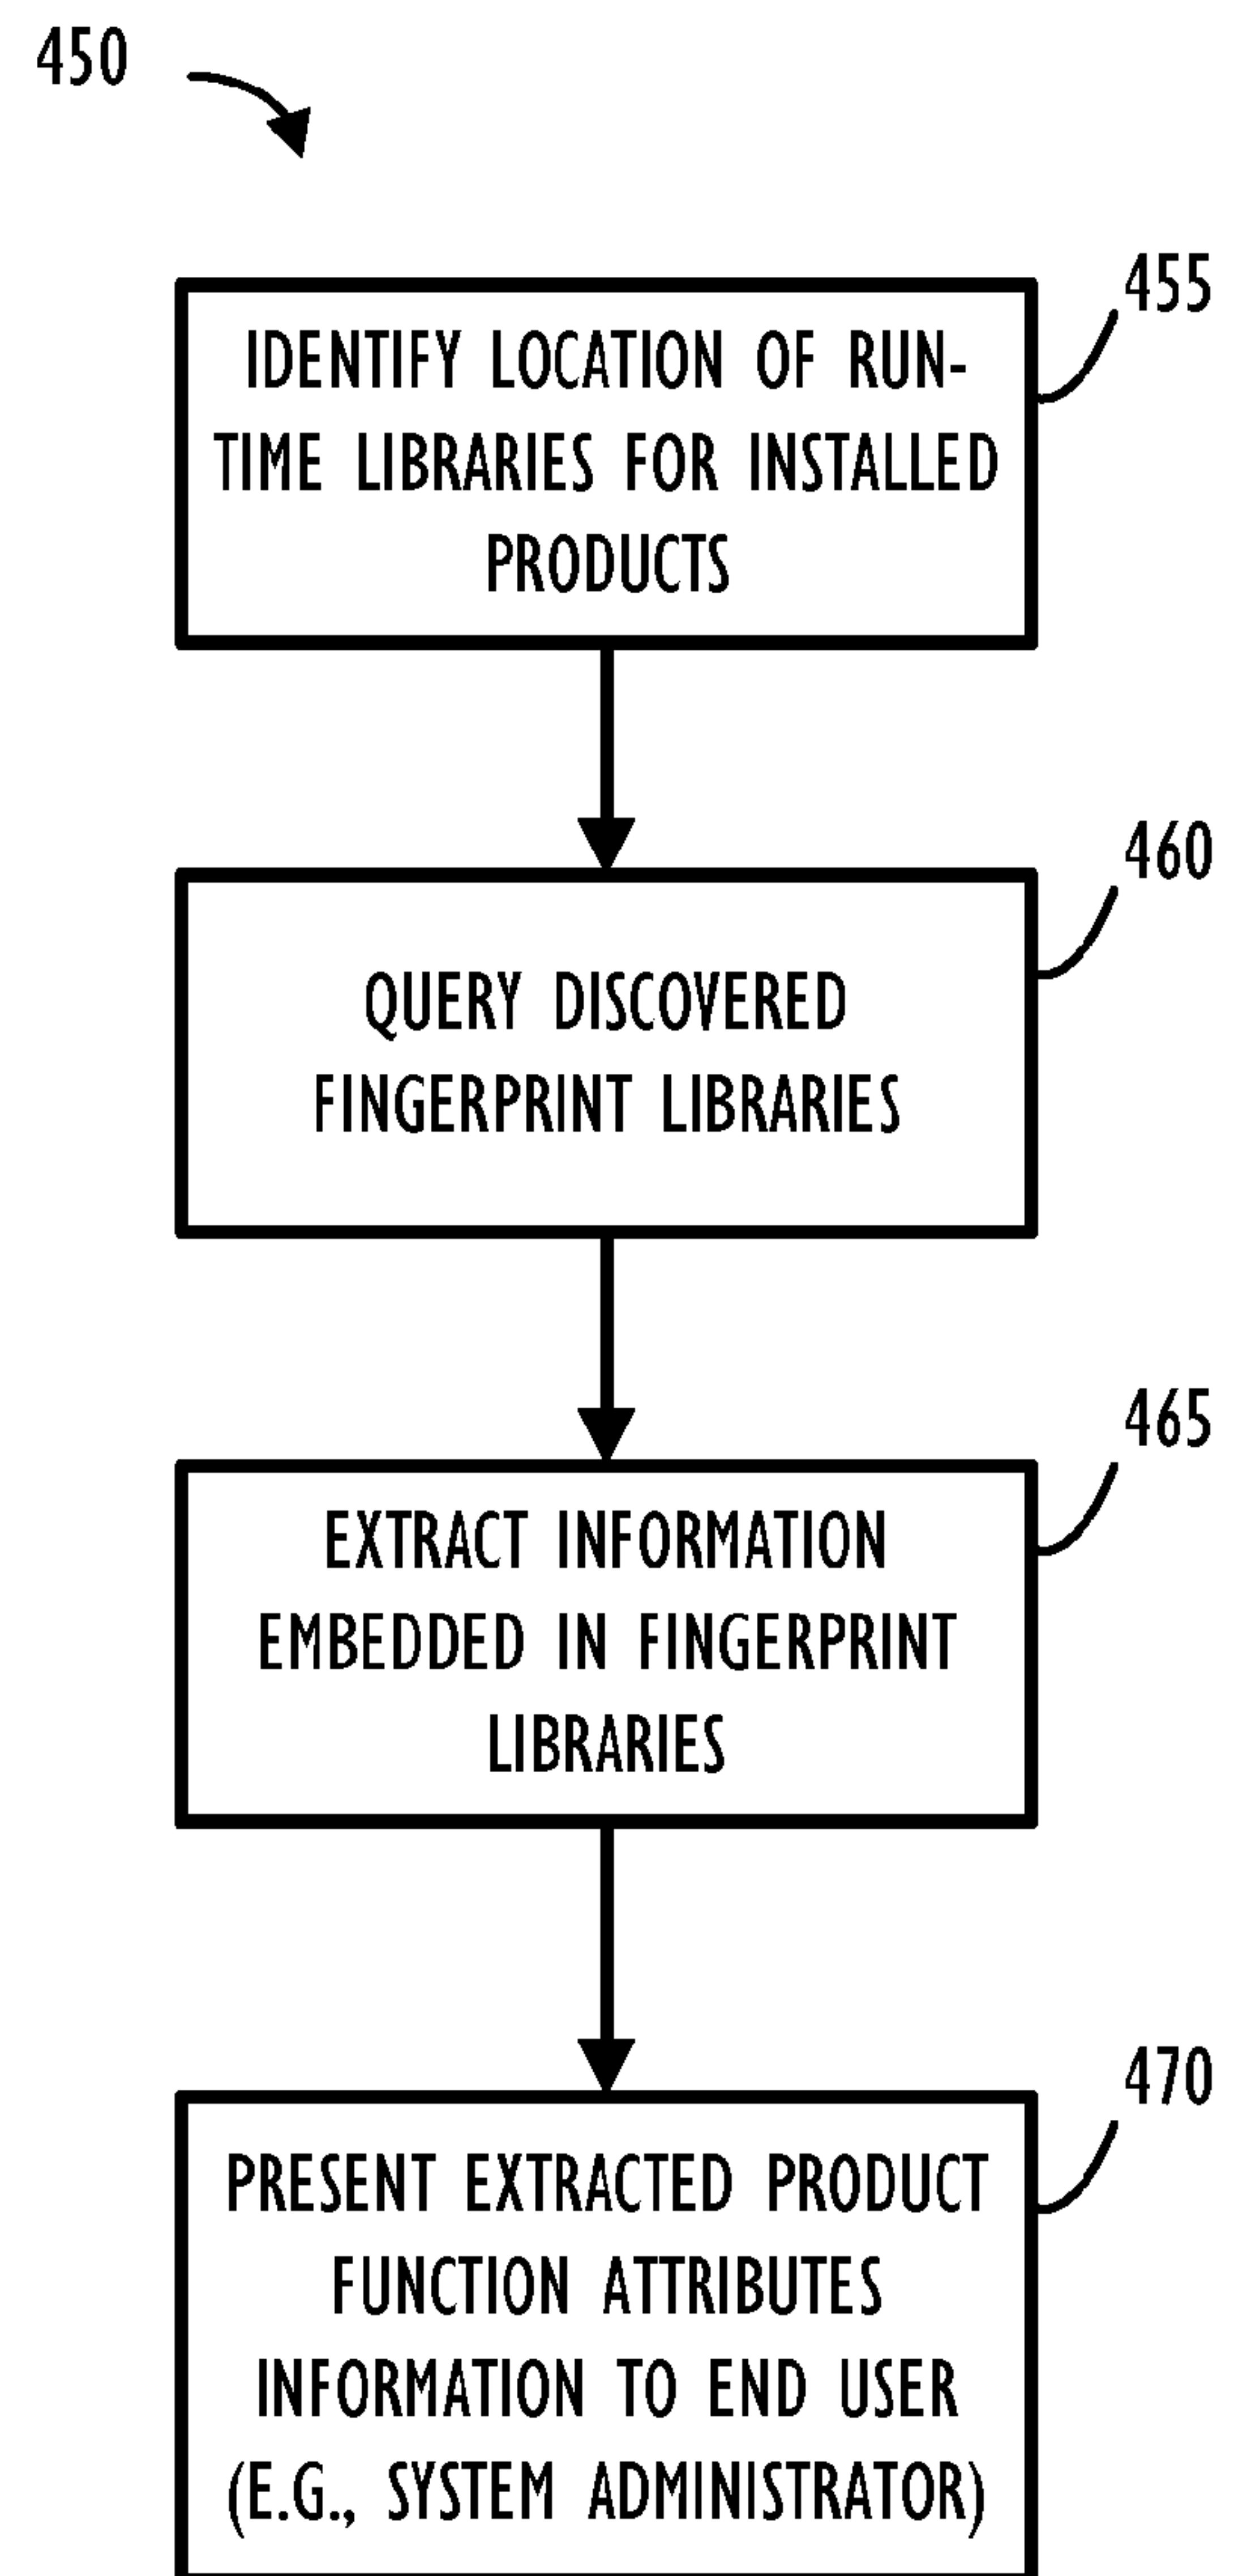 450
455
IDENTIFY LOCATION OF RUN-
TIME LIBRARIES FOR INSTALLED
PRODUCTS
460
QUERY DISCOVERED
FINGERPRINT LIBRARIES
465
EXTRACT INFORMATION
EMBEDDED IN FINGERPRINT
LIBRARIES
470
PRESENT EXTRACTED PRODUCT
FUNCTION ATTRIBUTES
INFORMATION TO END USER
(E.G., SYSTEM ADMINISTRATOR)